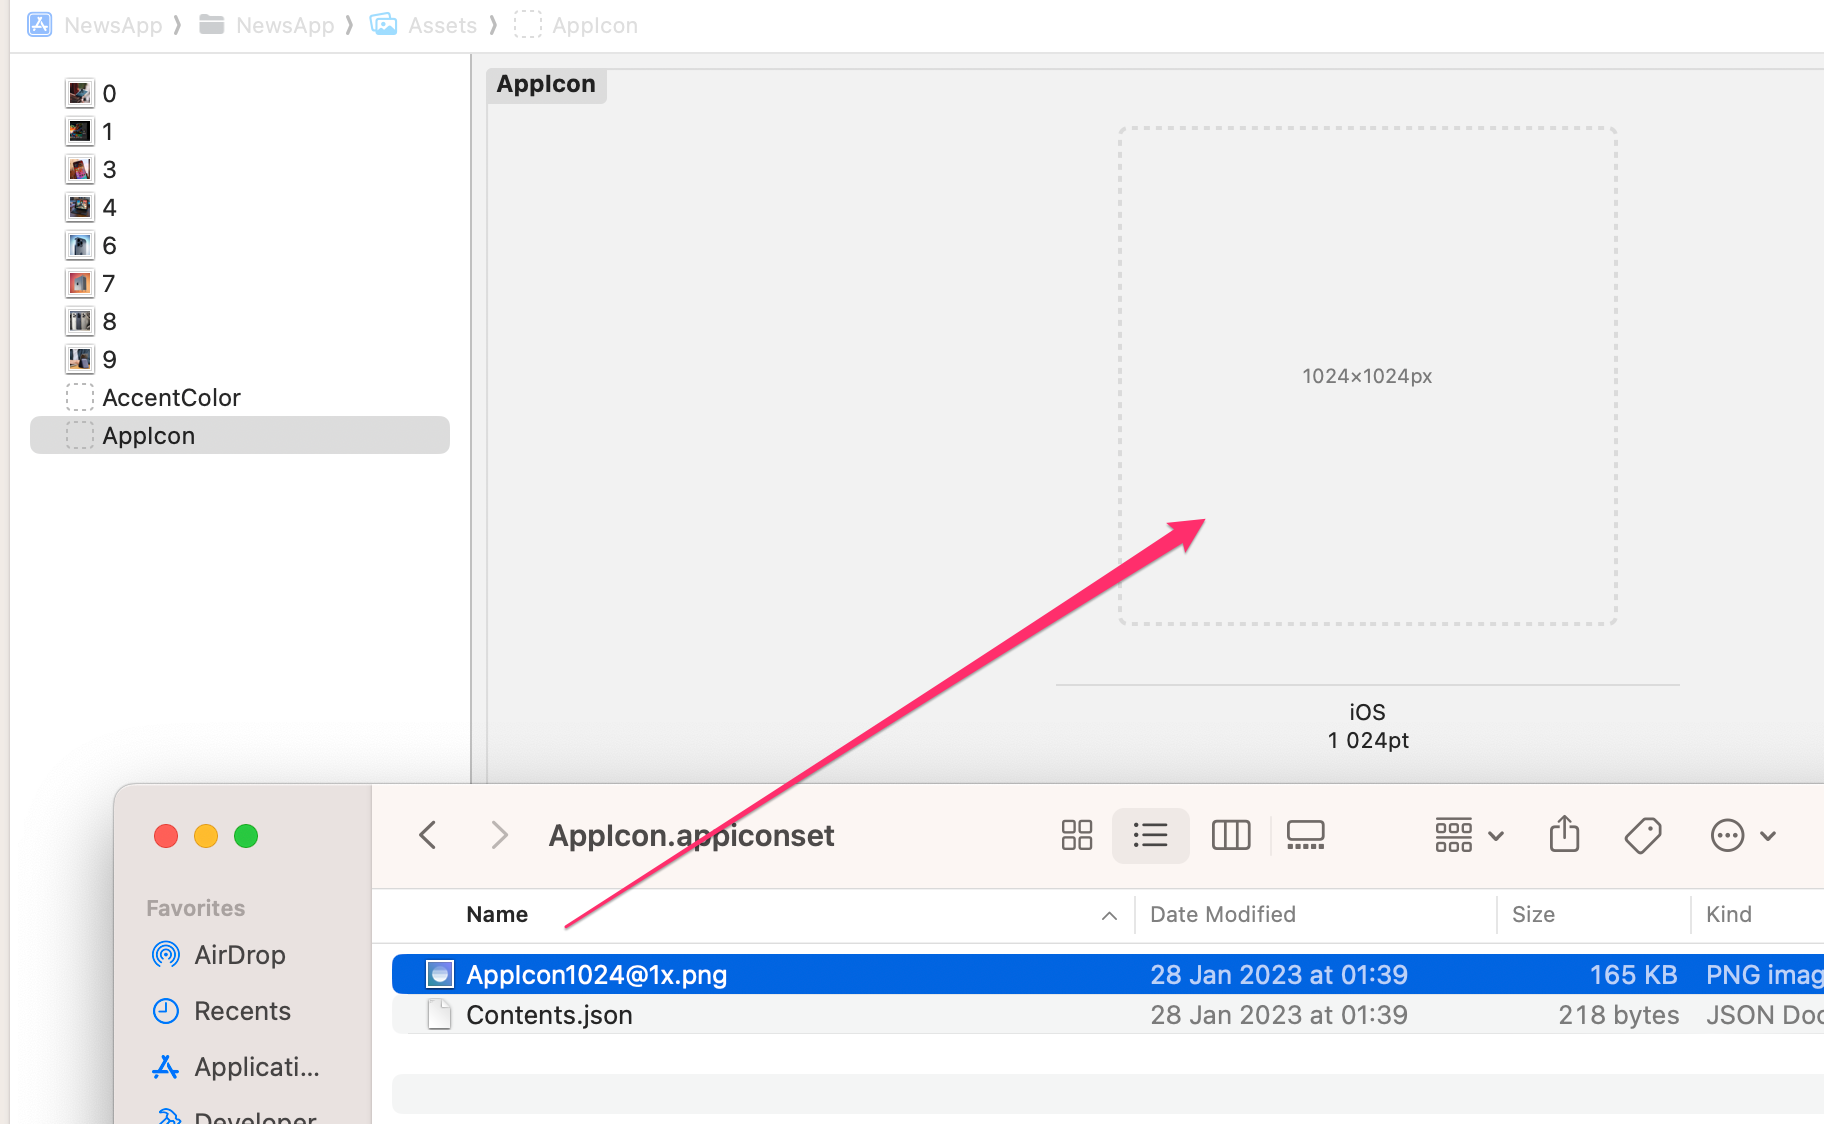 NewsApp ❯ NewsApp ❯ Assets ❯ AppIcon
0
1
3
4
6
7
8
9
AccentColor
AppIcon
AppIcon
1024×1024px
iOS
1 024pt
AppIcon.appiconset
Favorites
AirDrop
Recents
Applicati...
Developer
Name Date Modified Size Kind
AppIcon1024@1x.png 28 Jan 2023 at 01:39 165 KB PNG imag
Contents.json 28 Jan 2023 at 01:39 218 bytes JSON Doc